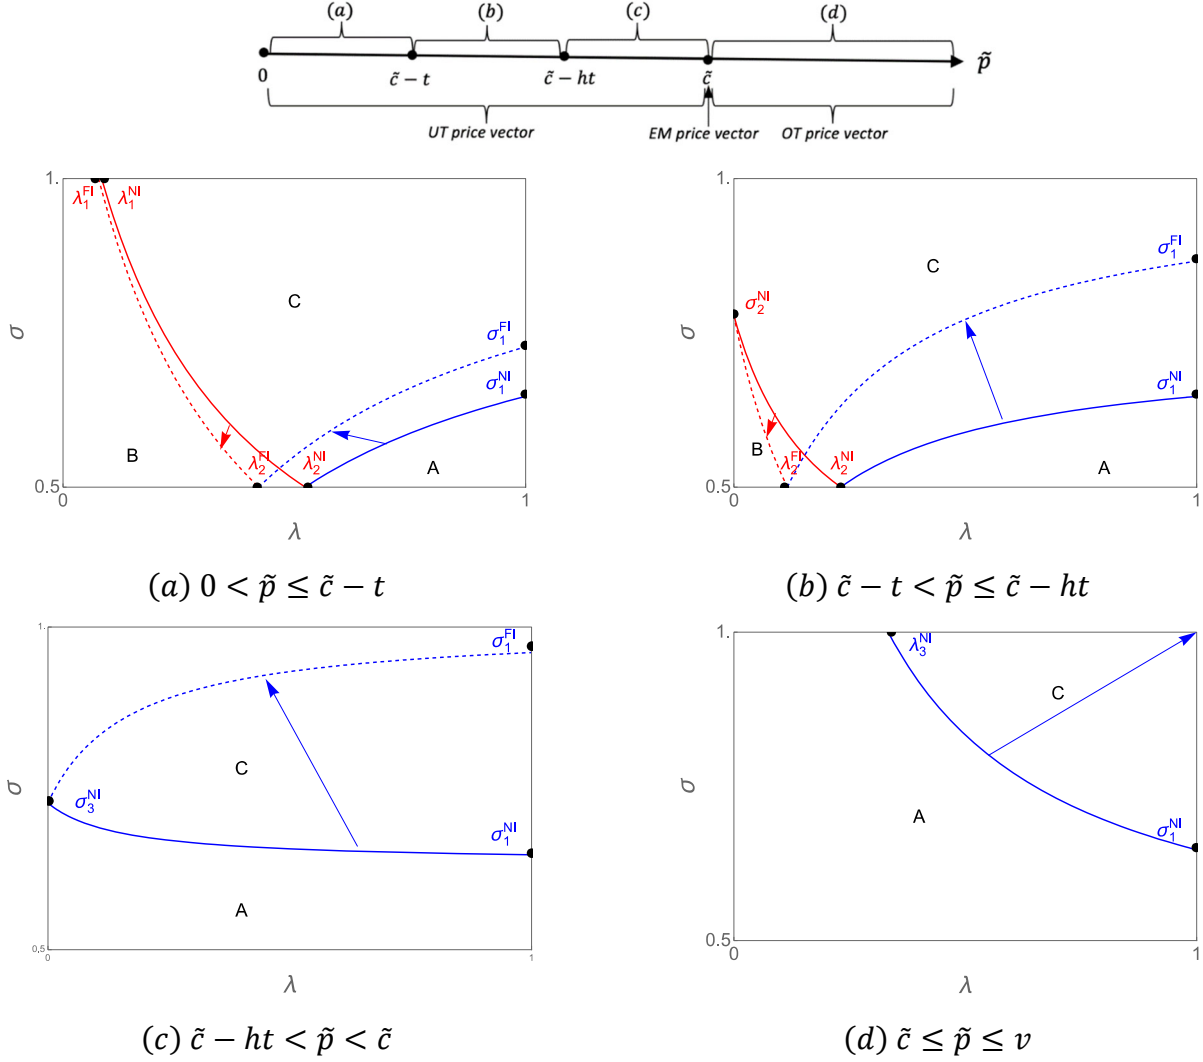 (a) (b) (c) (d)
0 c̃ − t c̃ − ht c̃ p̃
UT price vector EM price vector OT price vector
1.
λ₁^FI λ₁^NI
C
σ
σ₁^FI
σ₁^NI
B
λ₂^FI λ₂^NI
A
0.5
0 1
λ
(a) 0 < p̃ ≤ c̃ − t
1.
C
σ₁^FI
σ₂^NI
σ
σ₁^NI
B
λ₂^FI λ₂^NI
A
0.5
0 1
λ
(b) c̃ − t < p̃ ≤ c̃ − ht
1.
σ₁^FI
C
σ
σ₃^NI
σ₁^NI
A
0.5
0 1
λ
(c) c̃ − ht < p̃ < c̃
1.
λ₃^NI
C
σ
A
σ₁^NI
0.5
0 1
λ
(d) c̃ ≤ p̃ ≤ v